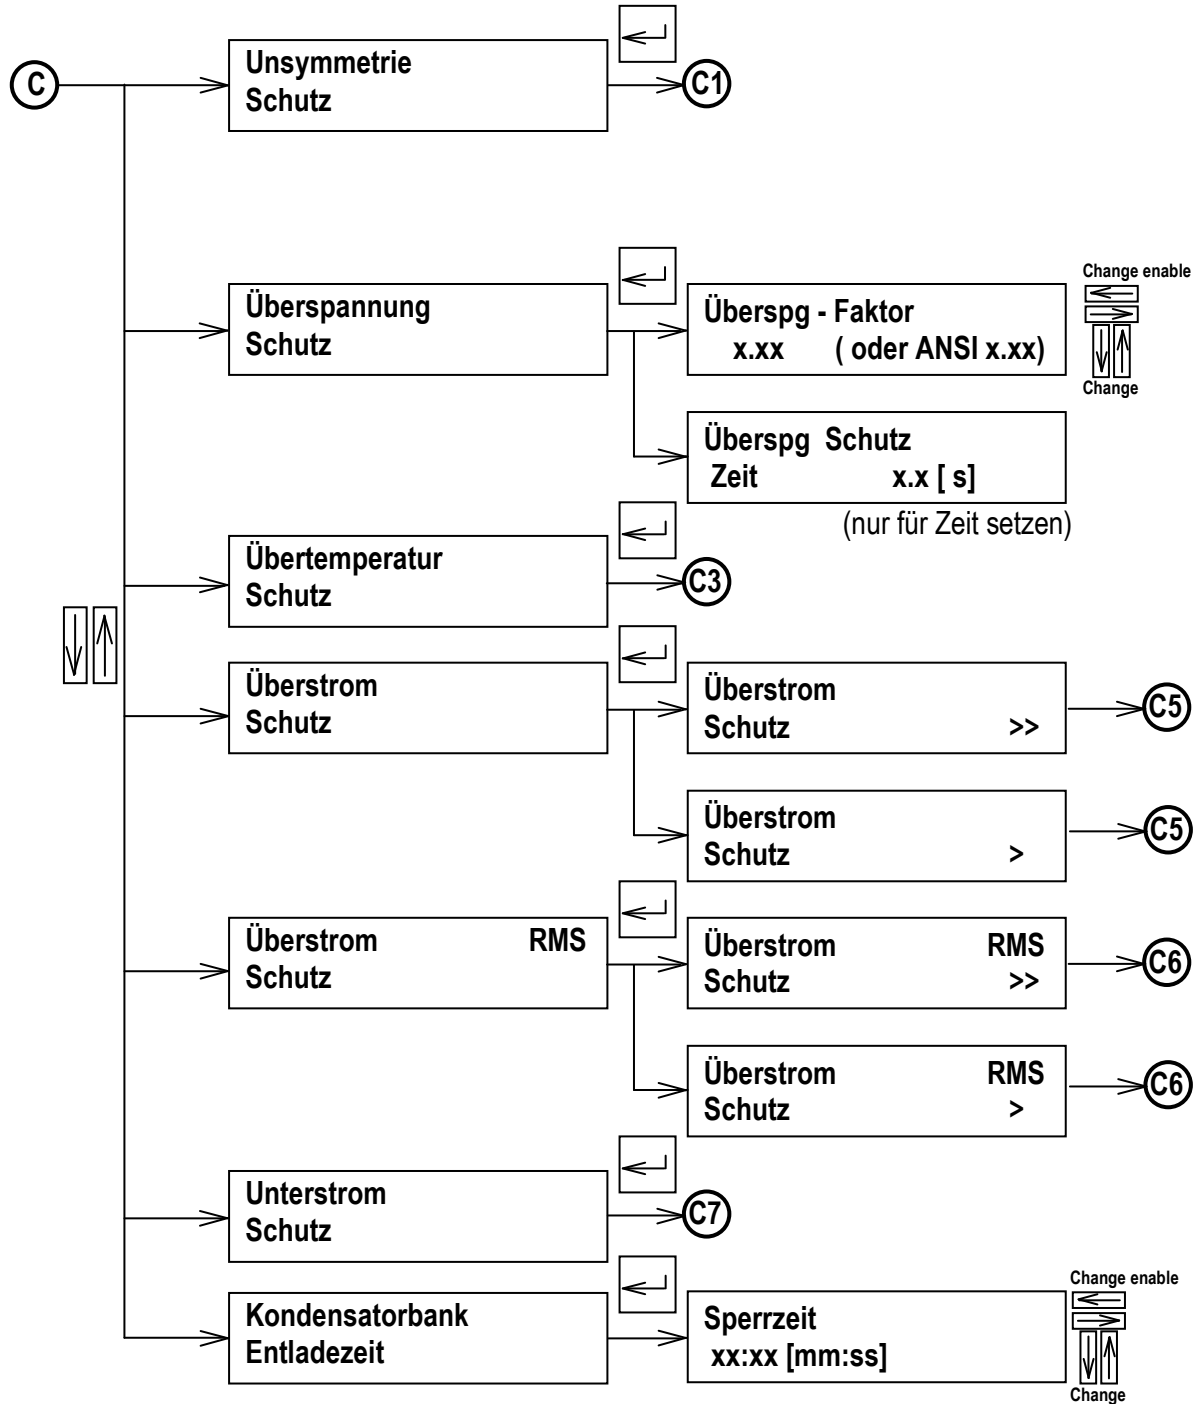 C
Unsymmetrie
Schutz
C1
Überspannung
Schutz
Überspg - Faktor
x.xx ( oder ANSI x.xx)
Change enable
Change
Überspg Schutz
Zeit x.x [ s]
(nur für Zeit setzen)
Übertemperatur
Schutz
C3
Überstrom
Schutz
Überstrom
Schutz >>
C5
Überstrom
Schutz >
C5
Überstrom RMS
Schutz
Überstrom RMS
Schutz >>
C6
Überstrom RMS
Schutz >
C6
Unterstrom
Schutz
C7
Kondensatorbank
Entladezeit
Sperrzeit
xx:xx [mm:ss]
Change enable
Change